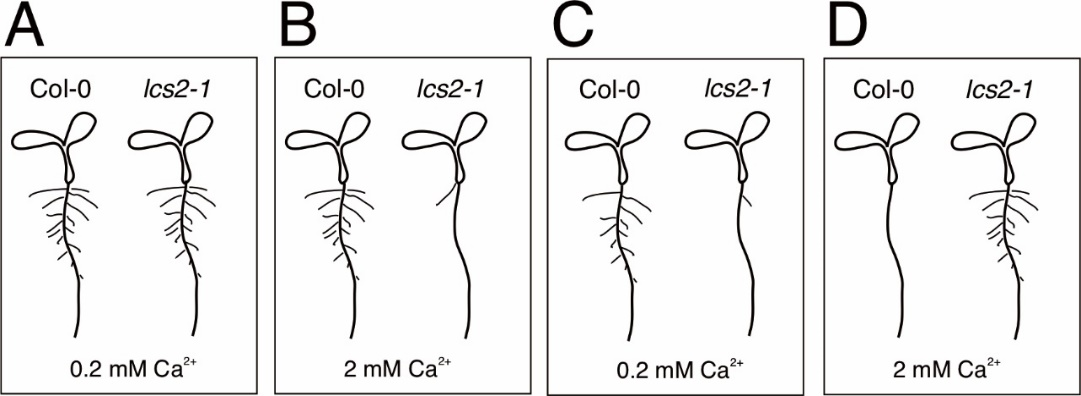 A
Col-0 lcs2-1
0.2 mM Ca²⁺
B
Col-0 lcs2-1
2 mM Ca²⁺
C
Col-0 lcs2-1
0.2 mM Ca²⁺
D
Col-0 lcs2-1
2 mM Ca²⁺